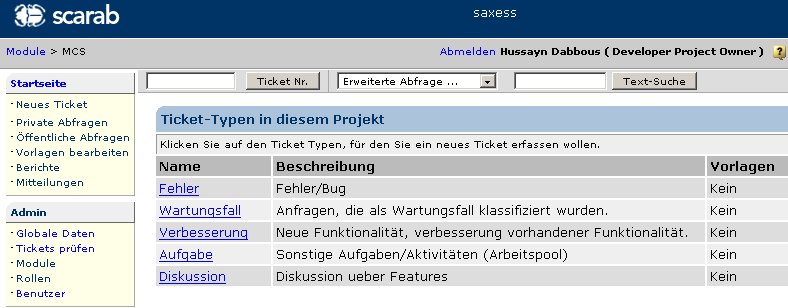 scarab
saxess
Module > MCS
Abmelden Hussayn Dabbous ( Developer Project Owner ) ?
Startseite
Neues Ticket
Private Abfragen
Öffentliche Abfragen
Vorlagen bearbeiten
Berichte
Mitteilungen
Admin
Globale Daten
Tickets prüfen
Module
Rollen
Benutzer
Ticket Nr. Erweiterte Abfrage ... Text-Suche
Ticket-Typen in diesem Projekt
Klicken Sie auf den Ticket Typen, für den Sie ein neues Ticket erfassen wollen.
Name Beschreibung Vorlagen
Fehler Fehler/Bug Kein
Wartungsfall Anfragen, die als Wartungsfall klassifiziert wurden. Kein
Verbesserung Neue Funktionalität, verbesserung vorhandener Funktionalität. Kein
Aufgabe Sonstige Aufgaben/Aktivitäten (Arbeitspool) Kein
Diskussion Diskussion ueber Features Kein